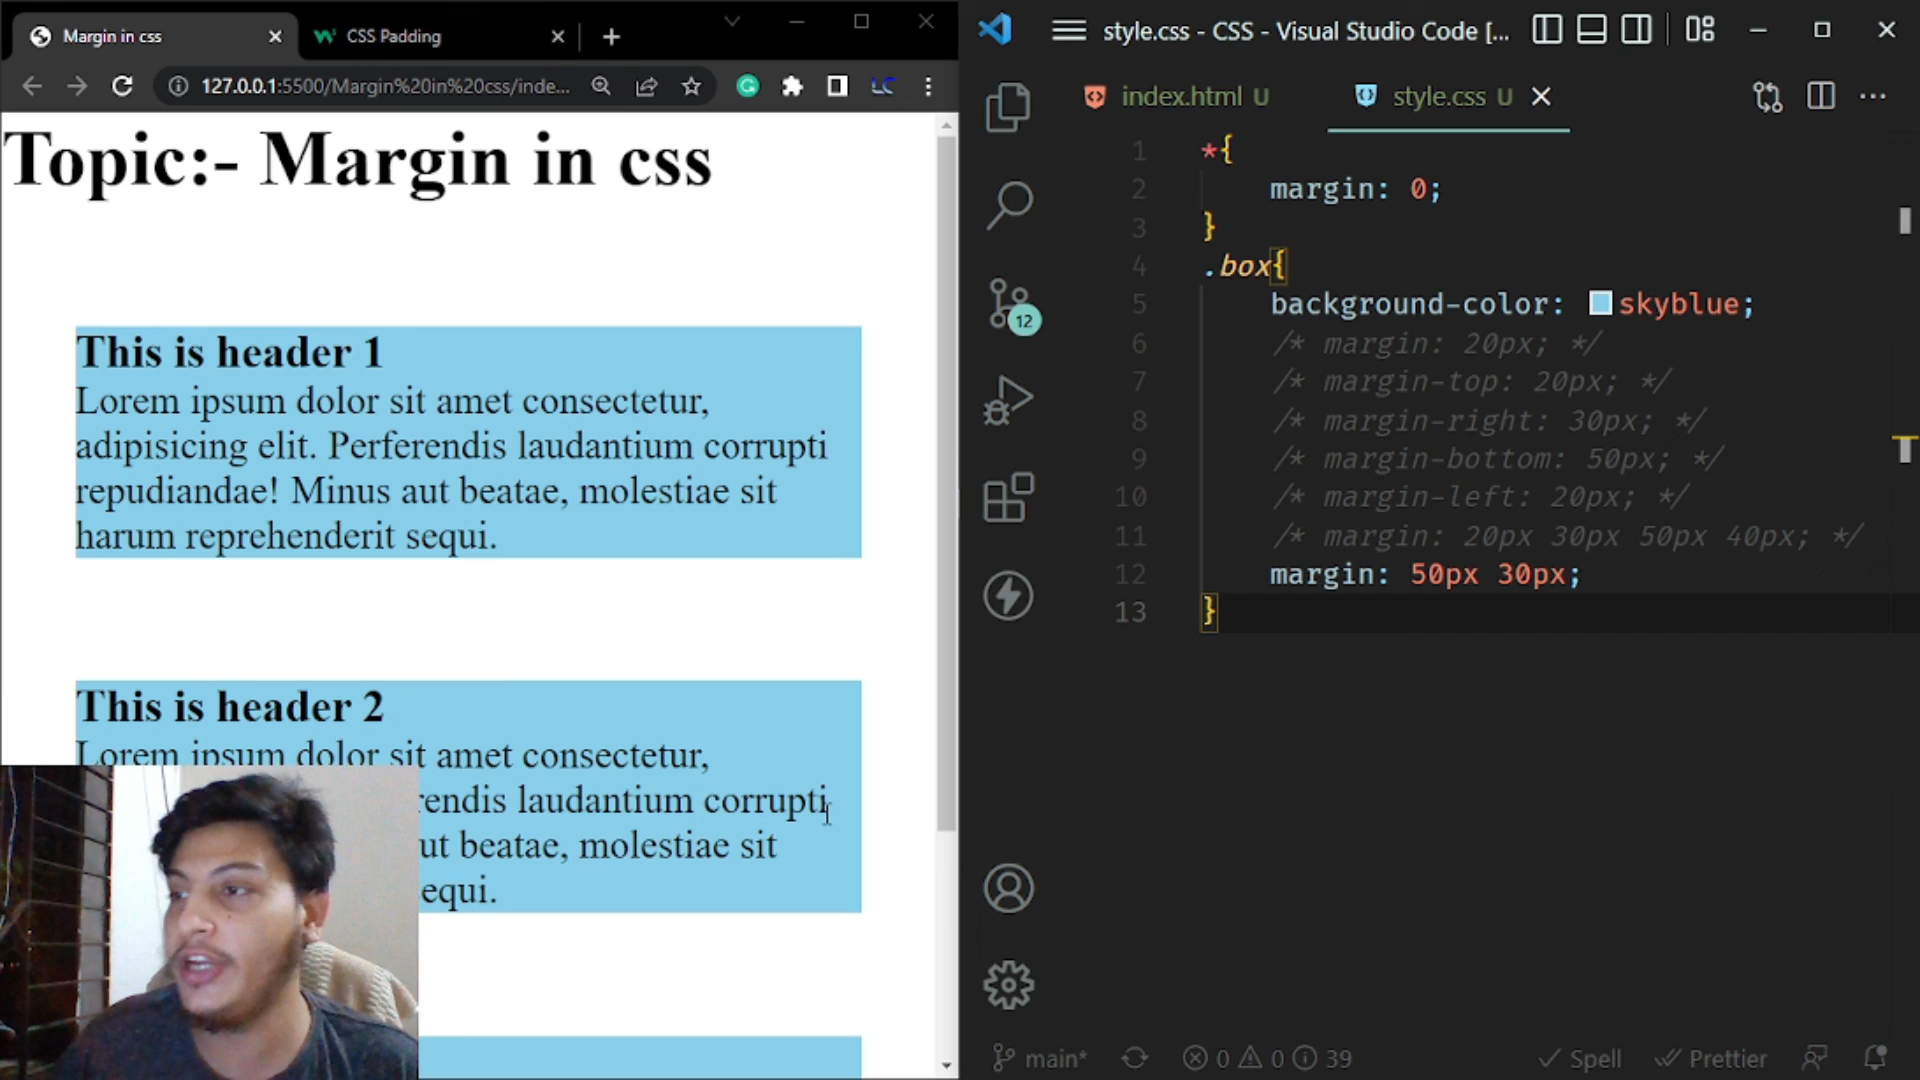 Margin in css
CSS Padding
127.0.0.1:5500/Margin%20in%20css/inde...
LC
Topic:- Margin in css
This is header 1
Lorem ipsum dolor sit amet consectetur,
adipisicing elit. Perferendis laudantium corrupti
repudiandae! Minus aut beatae, molestiae sit
harum reprehenderit sequi.
This is header 2
Lorem ipsum dolor sit amet consectetur,
rendis laudantium corrupti
ut beatae, molestiae sit
equi.
style.css - CSS - Visual Studio Code [...
index.html U
style.css U
1 *{
2 margin: 0;
3 }
4 .box{
5 background-color: skyblue;
6 /* margin: 20px; */
7 /* margin-top: 20px; */
8 /* margin-right: 30px; */
9 /* margin-bottom: 50px; */
10 /* margin-left: 20px; */
11 /* margin: 20px 30px 50px 40px; */
12 margin: 50px 30px;
13 }
12
main* 0 0 39 Spell Prettier